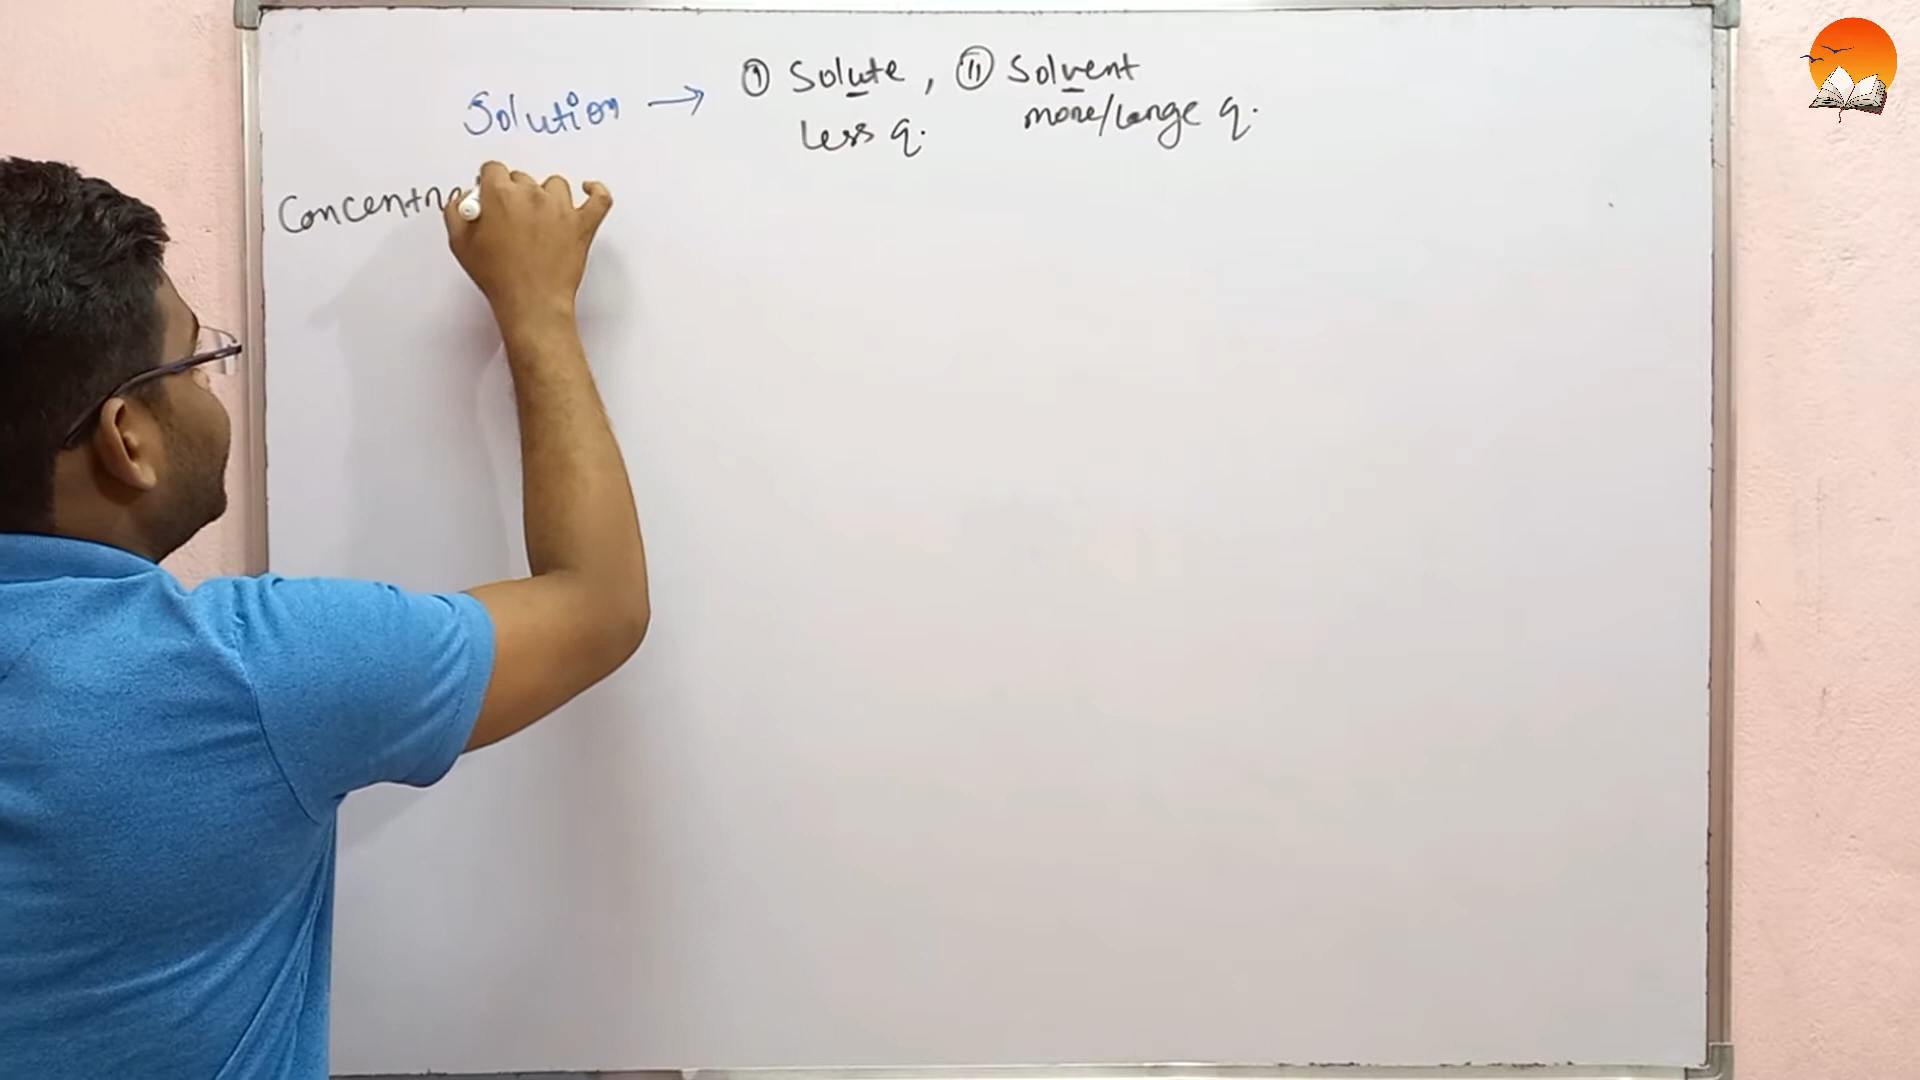 Solution → ① Solute , ⑪ Solvent
less q. more/large q.
Concentra